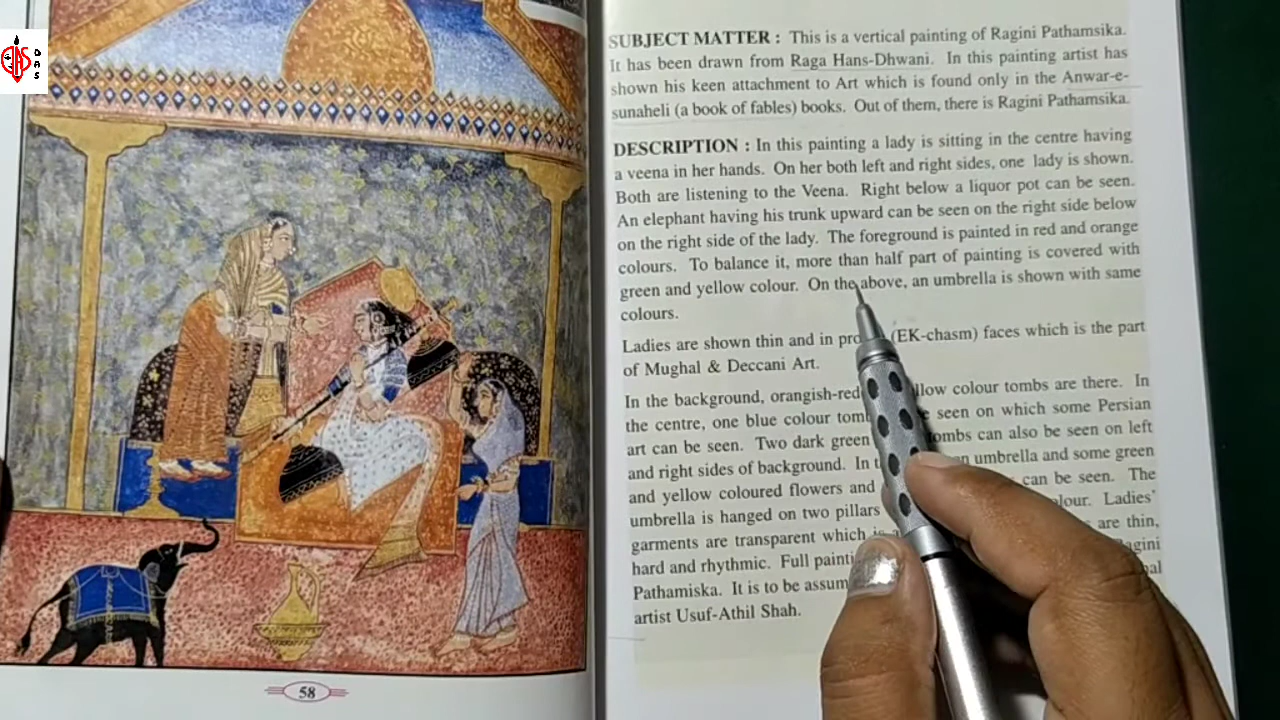 SUBJECT MATTER : This is a vertical painting of Ragini Pathamsika.
It has been drawn from Raga Hans-Dhwani. In this painting artist has
shown his keen attachment to Art which is found only in the Anwar-e-
sunaheli (a book of fables) books. Out of them, there is Ragini Pathamsika.
DESCRIPTION : In this painting a lady is sitting in the centre having
a veena in her hands. On her both left and right sides, one lady is shown.
Both are listening to the Veena. Right below a liquor pot can be seen.
An elephant having his trunk upward can be seen on the right side below
on the right side of the lady. The foreground is painted in red and orange
colours. To balance it, more than half part of painting is covered with
green and yellow colour. On the above, an umbrella is shown with same
colours.
Ladies are shown thin and in (EK-chasm) faces which is the part
of Mughal & Deccani Art.
In the background, orangish-red colour tombs are there. In
the centre, one blue colour seen on which some Persian
art can be seen. Two dark green tombs can also be seen on left
and right sides of background. In umbrella and some green
and yellow coloured flowers and can be seen. The
umbrella is hanged on two pillars Ladies'
garments are transparent which are thin,
hard and rhythmic. Full Ragini
Pathamiska. It is to be
artist Usuf-Athil Shah.
58